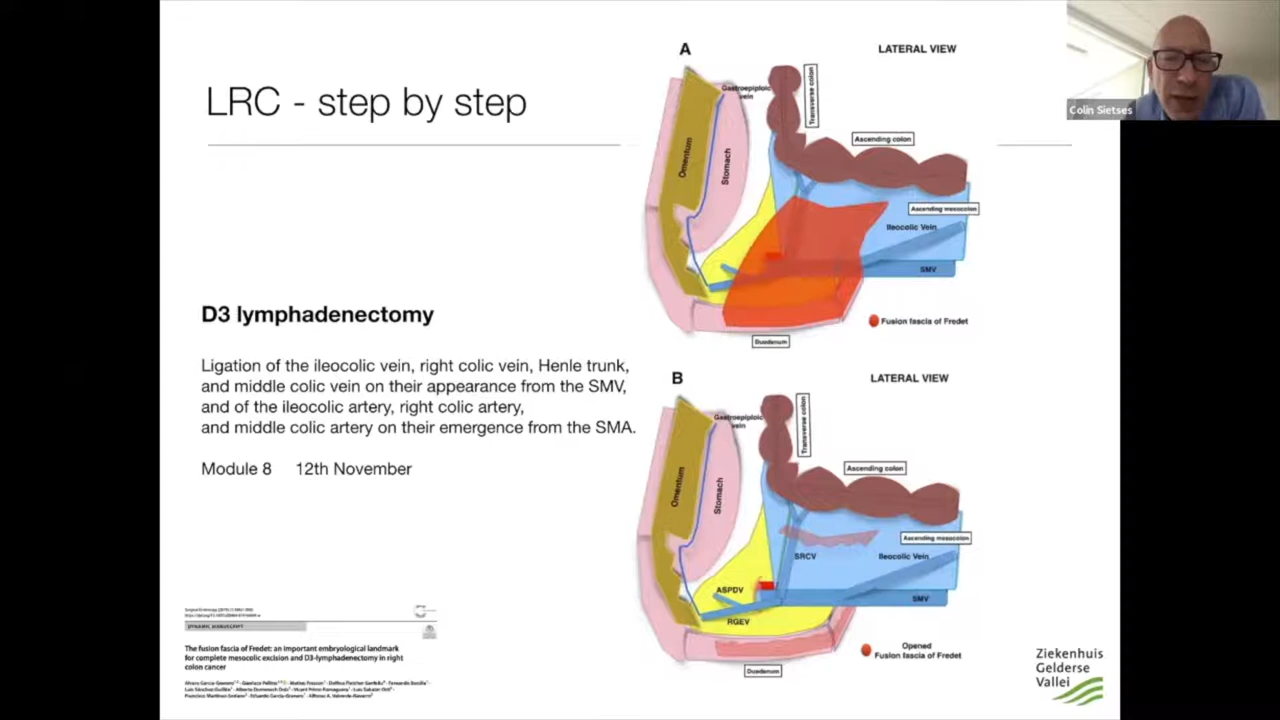 LRC - step by step
D3 lymphadenectomy
Ligation of the ileocolic vein, right colic vein, Henle trunk,
and middle colic vein on their appearance from the SMV,
and of the ileocolic artery, right colic artery,
and middle colic artery on their emergence from the SMA.
Module 8 12th November
DYNAMIC MANUSCRIPT
The fusion fascia of Fredet: an important embryological landmark
for complete mesocolic excision and D3-lymphadenectomy in right
colon cancer
A
LATERAL VIEW
Gastroepiploic
vein
Transverse colon
Ascending colon
Omentum
Stomach
Ascending mesocolon
Ileocolic Vein
SMV
Fusion fascia of Fredet
Duodenum
B
LATERAL VIEW
Gastroepiploic
vein
Transverse colon
Ascending colon
Omentum
Stomach
Ascending mesocolon
SRCV
Ileocolic Vein
ASPDV
SMV
RGEV
Opened
Fusion fascia of Fredet
Duodenum
Colin Sietses
Ziekenhuis
Gelderse
Vallei